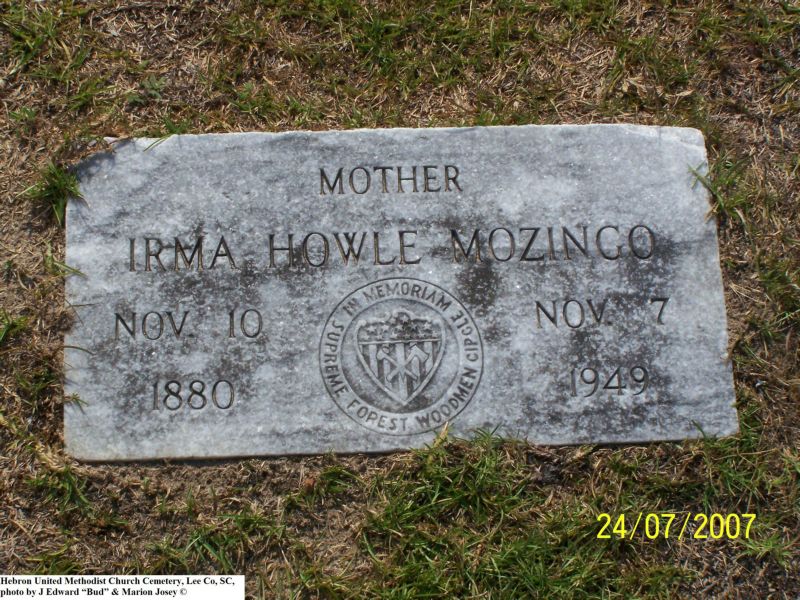 MOTHER
IRMA HOWLE MOZINGO
NOV. 10
1880
IN MEMORIAM
SUPREME FOREST WOODMEN CIRCLE
NOV. 7
1949
24/07/2007
Hebron United Methodist Church Cemetery, Lee Co, SC,
photo by J Edward “Bud” & Marion Josey ©